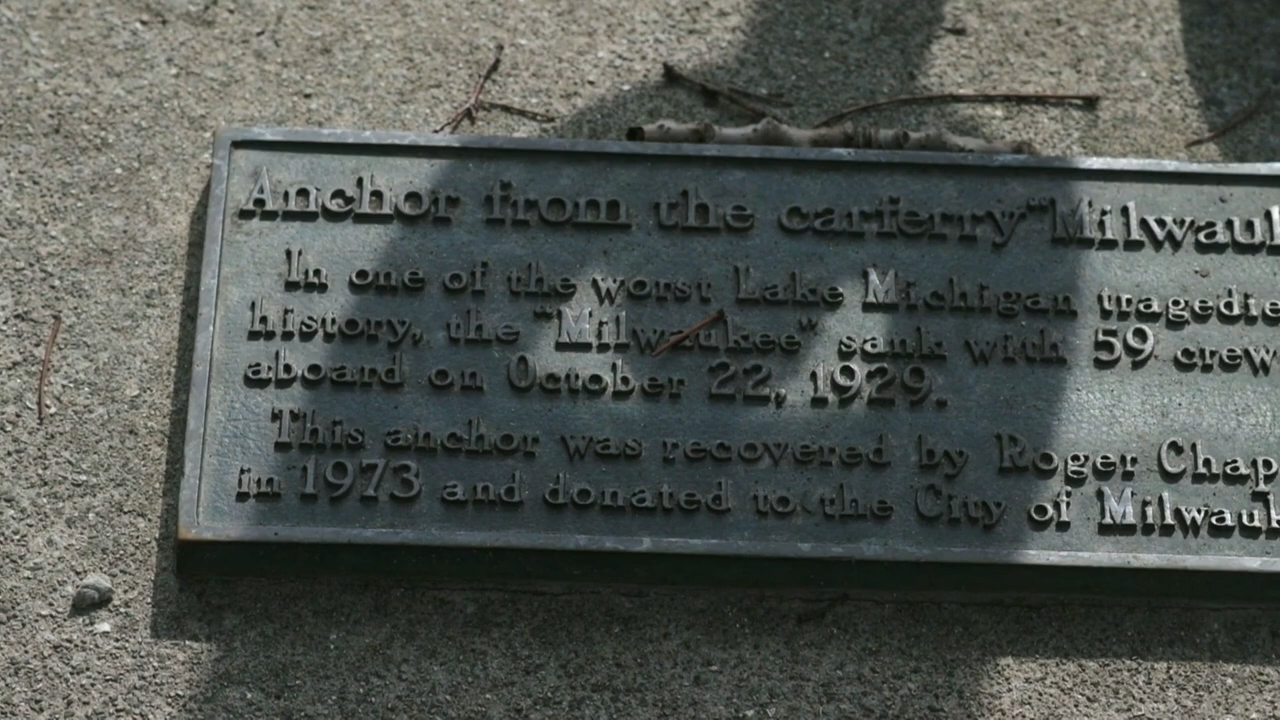 Anchor from the carferry "Milwauk
In one of the worst Lake Michigan tragedie
history, the "Milwaukee" sank with 59 crew
aboard on October 22, 1929.
This anchor was recovered by Roger Chap
in 1973 and donated to the City of Milwauk